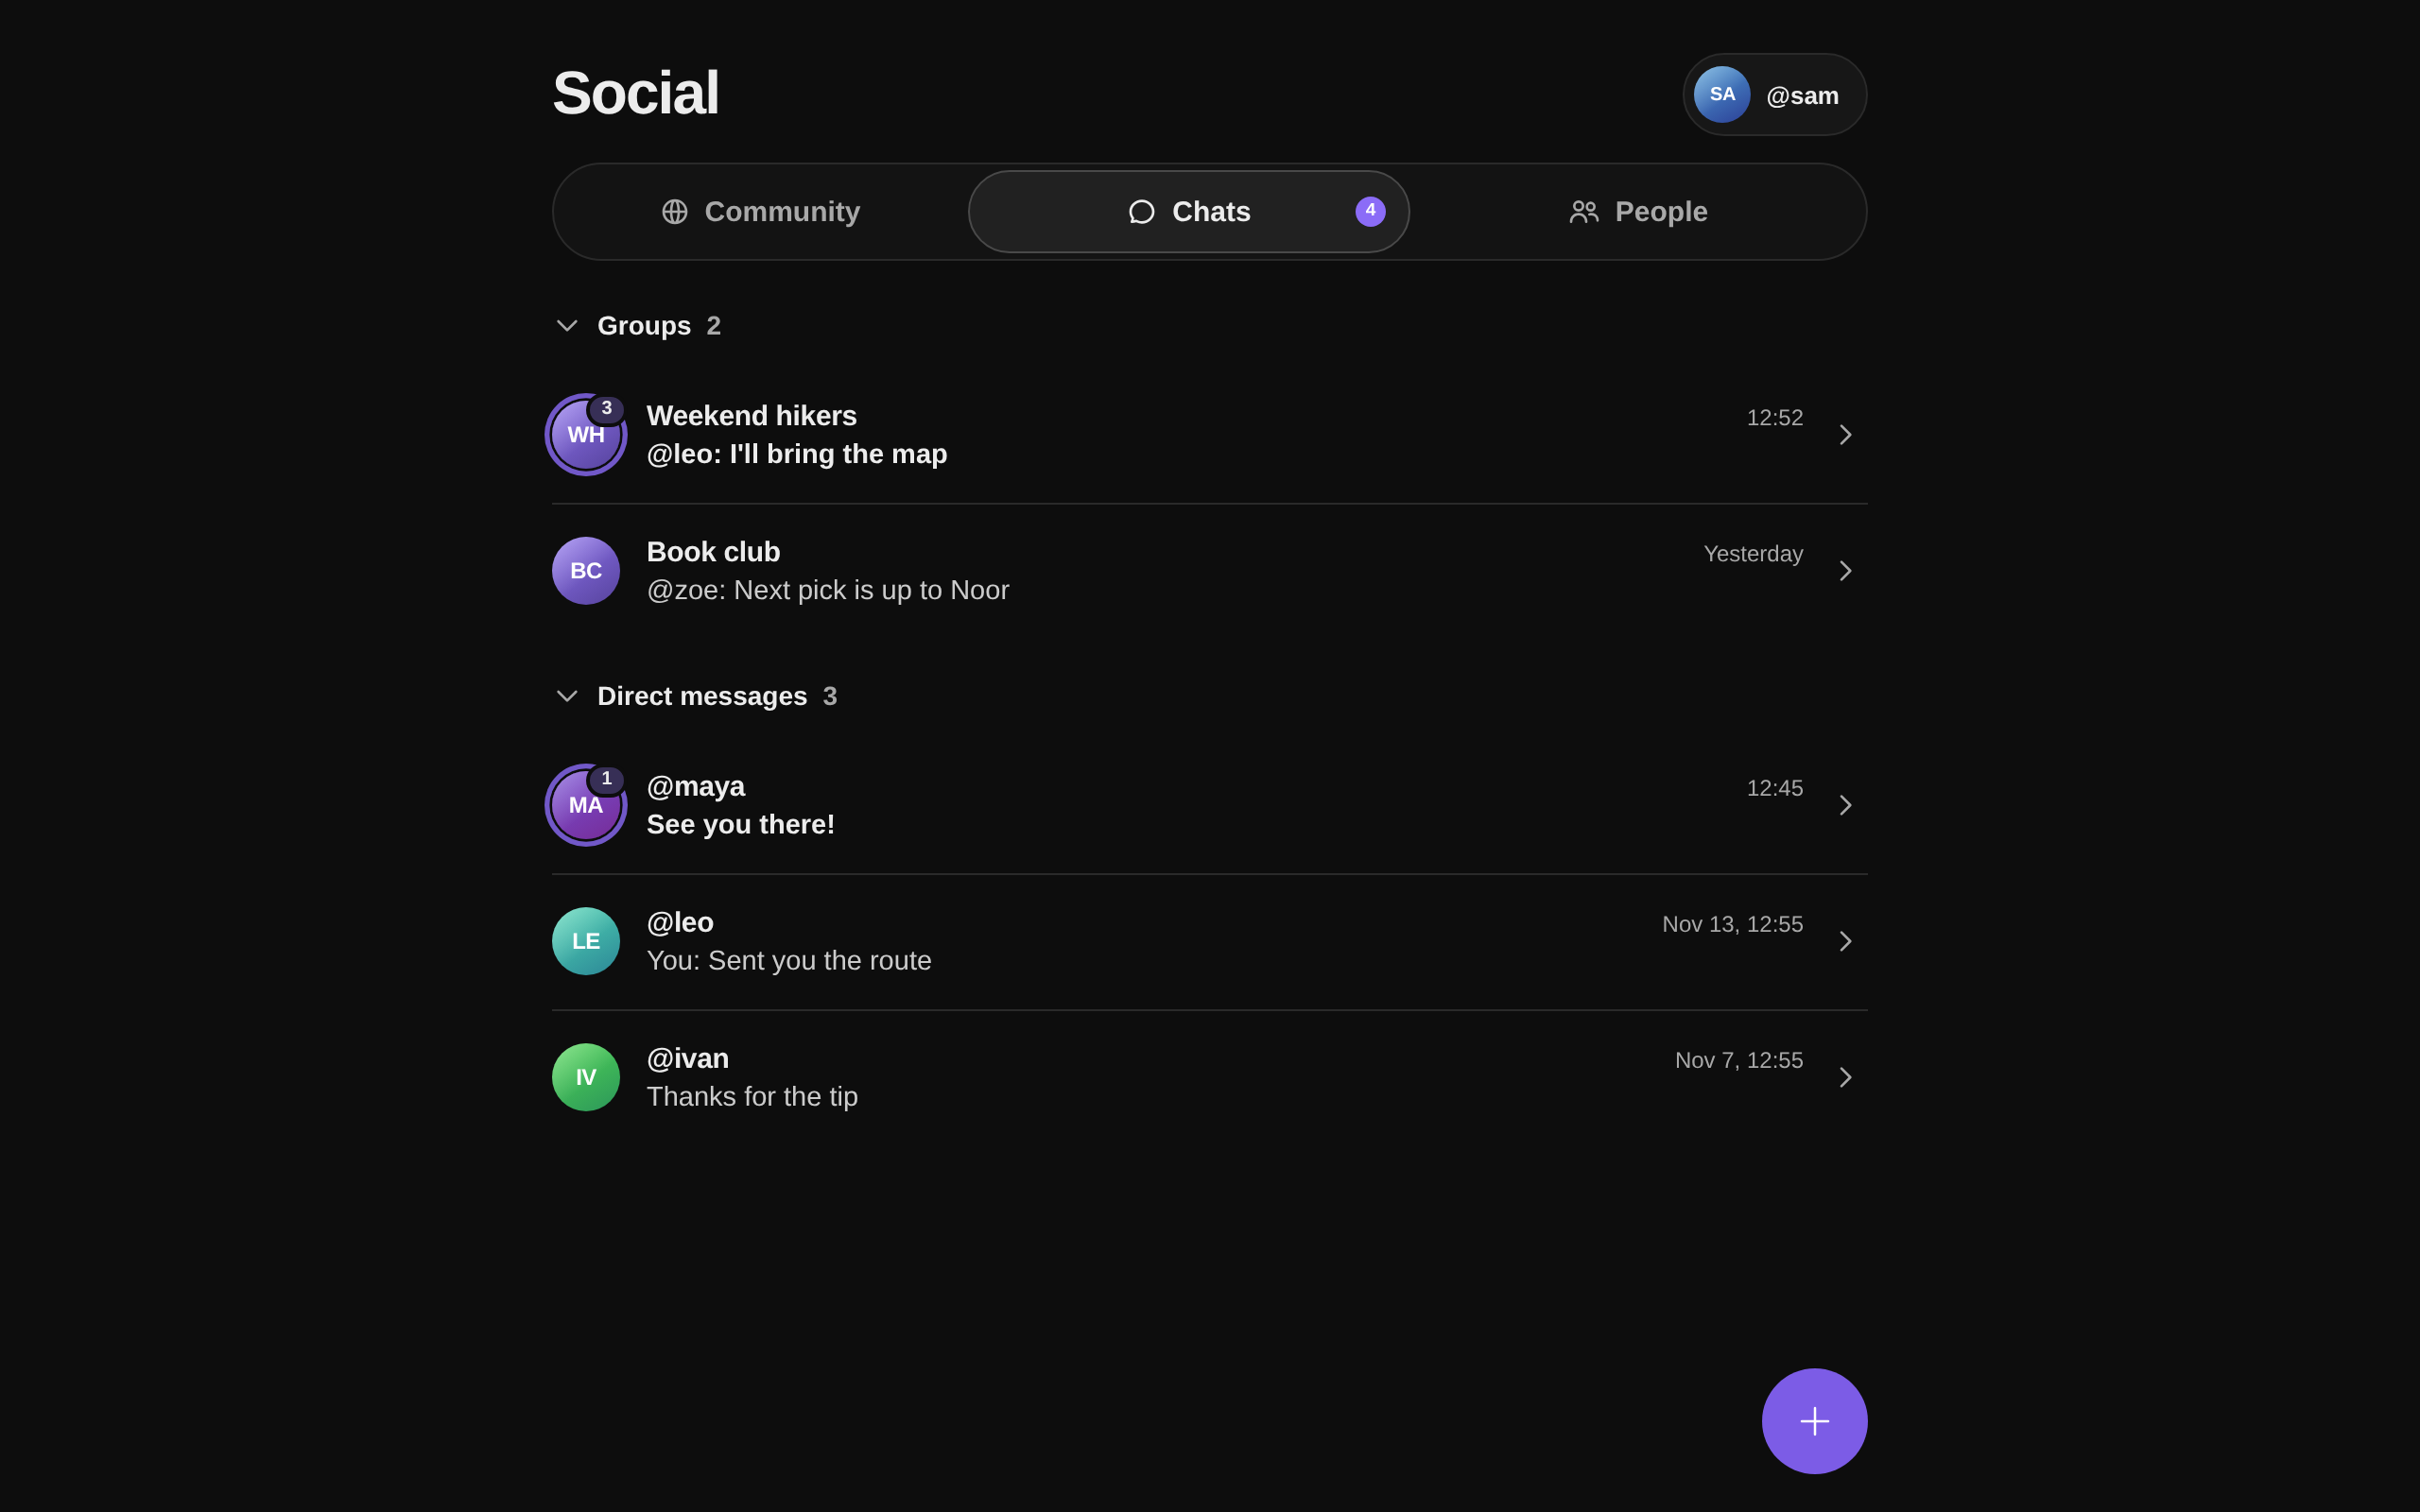 Social
SA @sam
Community
Chats 4
People
Groups 2
WH 3
Weekend hikers 12:52
@leo: I'll bring the map
BC
Book club Yesterday
@zoe: Next pick is up to Noor
Direct messages 3
MA 1
@maya 12:45
See you there!
LE
@leo Nov 13, 12:55
You: Sent you the route
IV
@ivan Nov 7, 12:55
Thanks for the tip